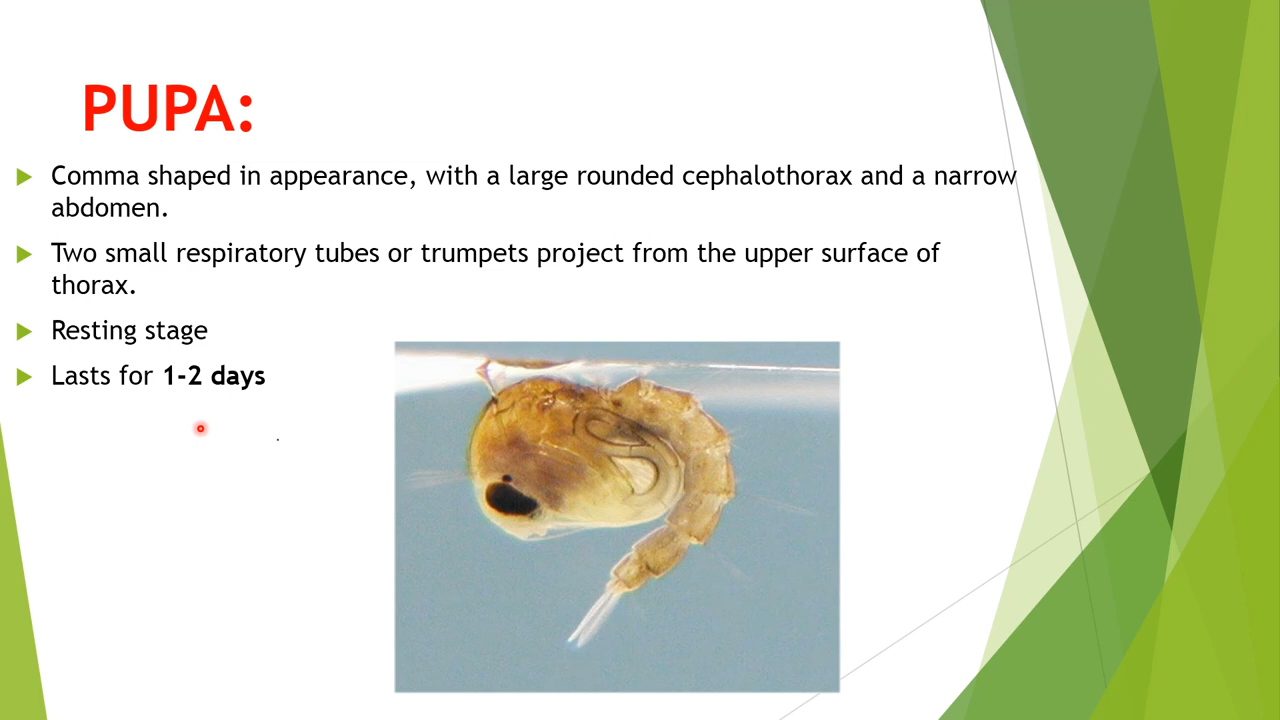 PUPA:
Comma shaped in appearance, with a large rounded cephalothorax and a narrow
abdomen.
Two small respiratory tubes or trumpets project from the upper surface of
thorax.
Resting stage
Lasts for 1-2 days
.